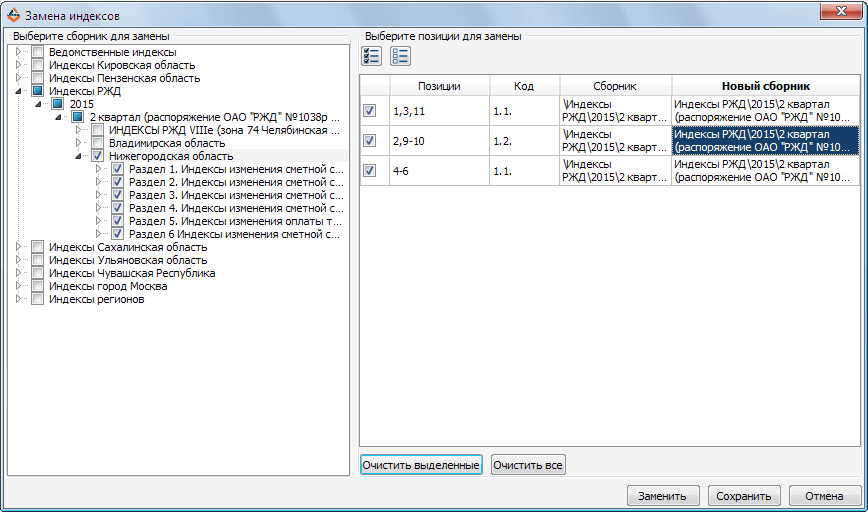 Замена индексов
Выберите сборник для замены
Ведомственные индексы
Индексы Кировская область
Индексы Пензенская область
Индексы РЖД
2015
2 квартал (распоряжение ОАО "РЖД" №1038р ...
ИНДЕКСЫ РЖД VIIIe (зона 74 Челябинская ...
Владимирская область
Нижегородская область
Раздел 1. Индексы изменения сметной с...
Раздел 2. Индексы изменения сметной с...
Раздел 3. Индексы изменения сметной с...
Раздел 4. Индексы изменения сметной с...
Раздел 5. Индексы изменения оплаты т...
Раздел 6 Индексы изменения сметной с...
Индексы Сахалинская область
Индексы Ульяновская область
Индексы Чувашская Республика
Индексы город Москва
Индексы регионов
Выберите позиции для замены
Позиции Код Сборник Новый сборник
1,3,11 1.1. \Индексы РЖД\2015\2 кварт... Индексы РЖД\2015\2 квартал (распоряжение ОАО "РЖД" №10...
2,9-10 1.2. \Индексы РЖД\2015\2 кварт... Индексы РЖД\2015\2 квартал (распоряжение ОАО "РЖД" №10...
4-6 1.1. \Индексы РЖД\2015\2 кварт... Индексы РЖД\2015\2 квартал (распоряжение ОАО "РЖД" №10...
Очистить выделенные Очистить все
Заменить Сохранить Отмена